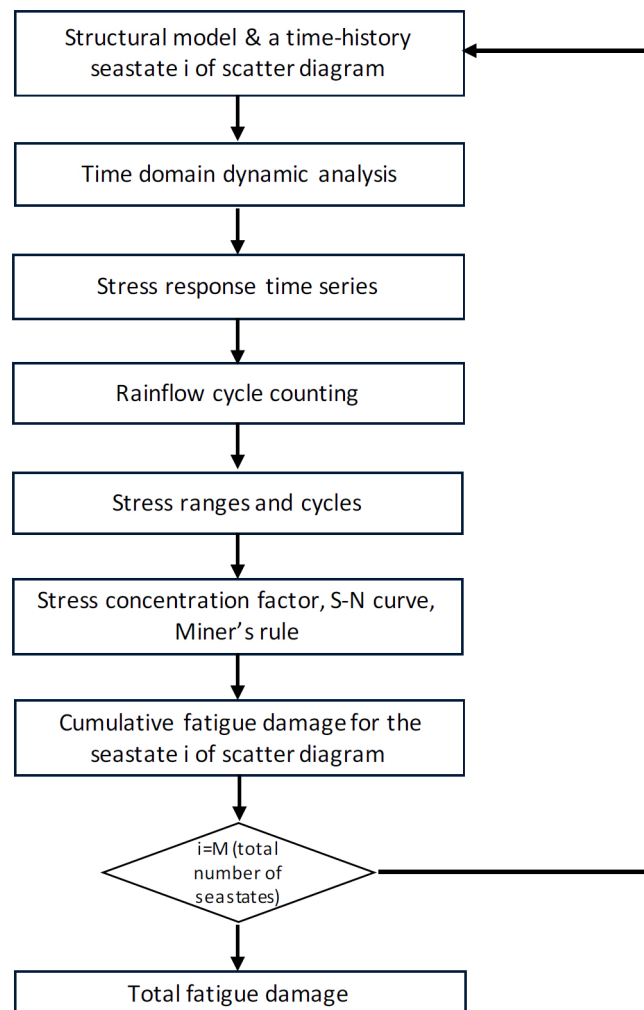 Structural model & a time-history
seastate i of scatter diagram
Time domain dynamic analysis
Stress response time series
Rainflow cycle counting
Stress ranges and cycles
Stress concentration factor, S-N curve,
Miner's rule
Cumulative fatigue damage for the
seastate i of scatter diagram
i=M (total
number of
seastates)
Total fatigue damage